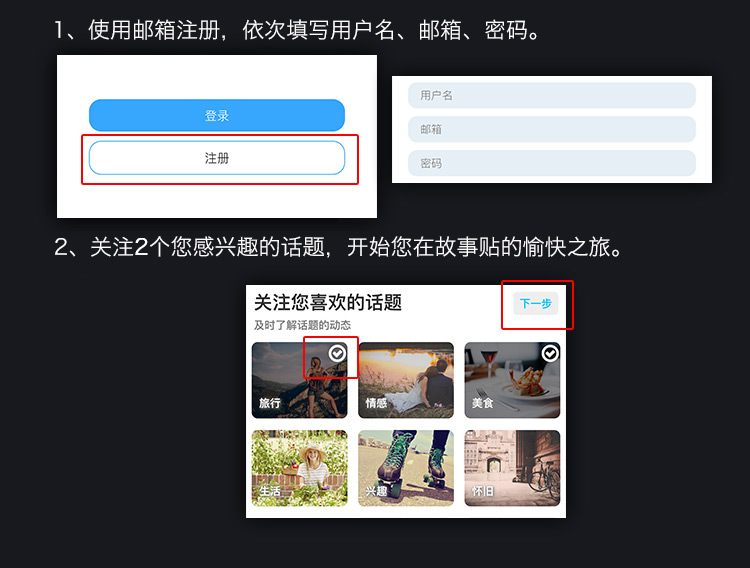 1、使用邮箱注册，依次填写用户名、邮箱、密码。
登录
注册
用户名
邮箱
密码
2、关注2个您感兴趣的话题，开始您在故事贴的愉快之旅。
关注您喜欢的话题
下一步
及时了解话题的动态
旅行
情感
美食
生活
兴趣
怀旧